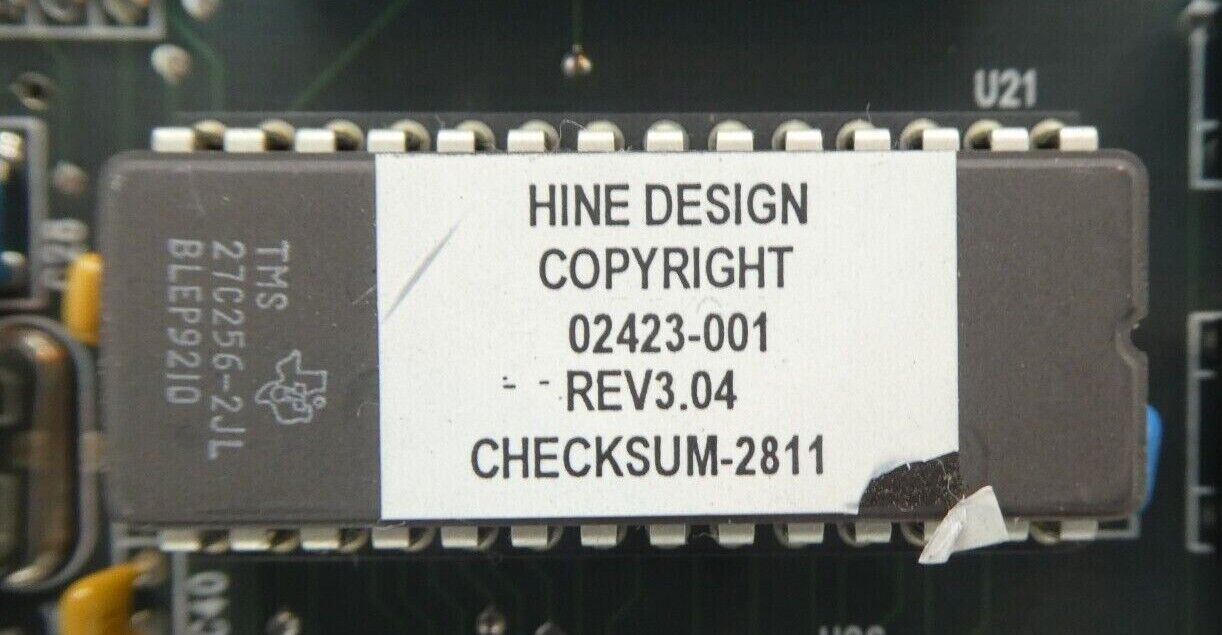 U21
HINE DESIGN
COPYRIGHT
02423-001
REV3.04
CHECKSUM-2811
TMS
27C256-2JL
BLEP9210